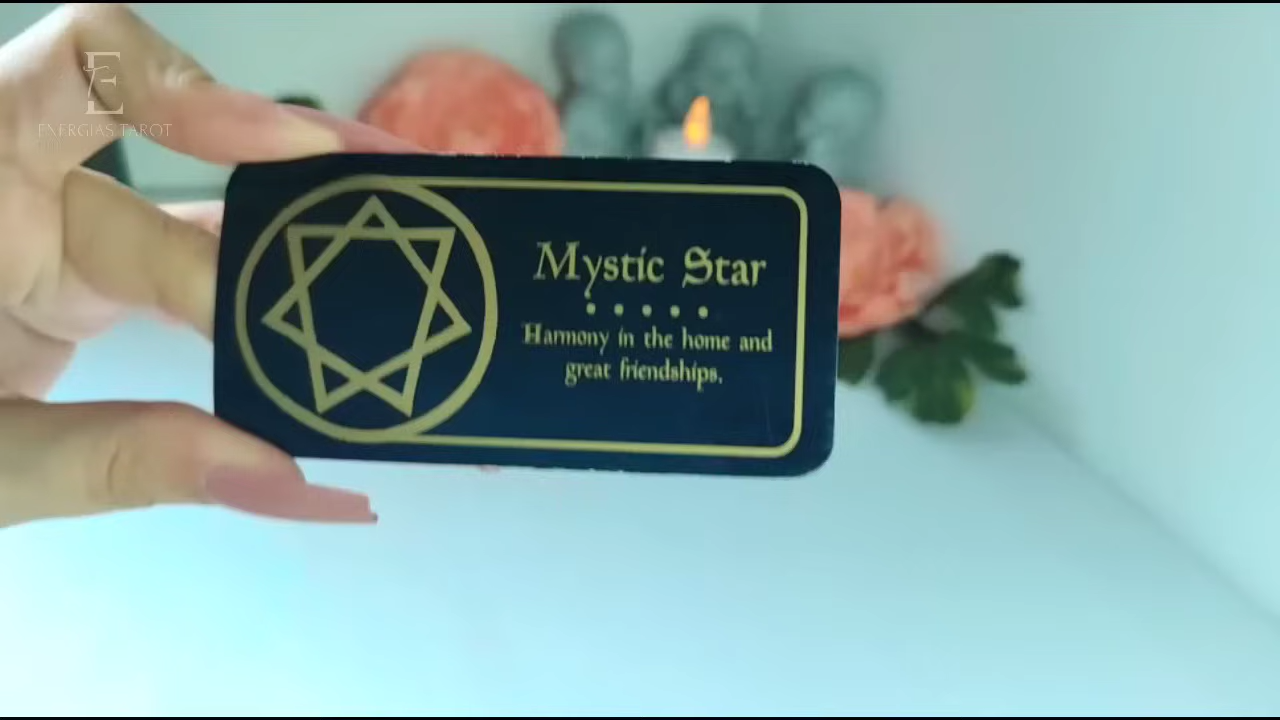 E
ENERGIAS TAROT
Mystic Star
Harmony in the home and
great friendships.